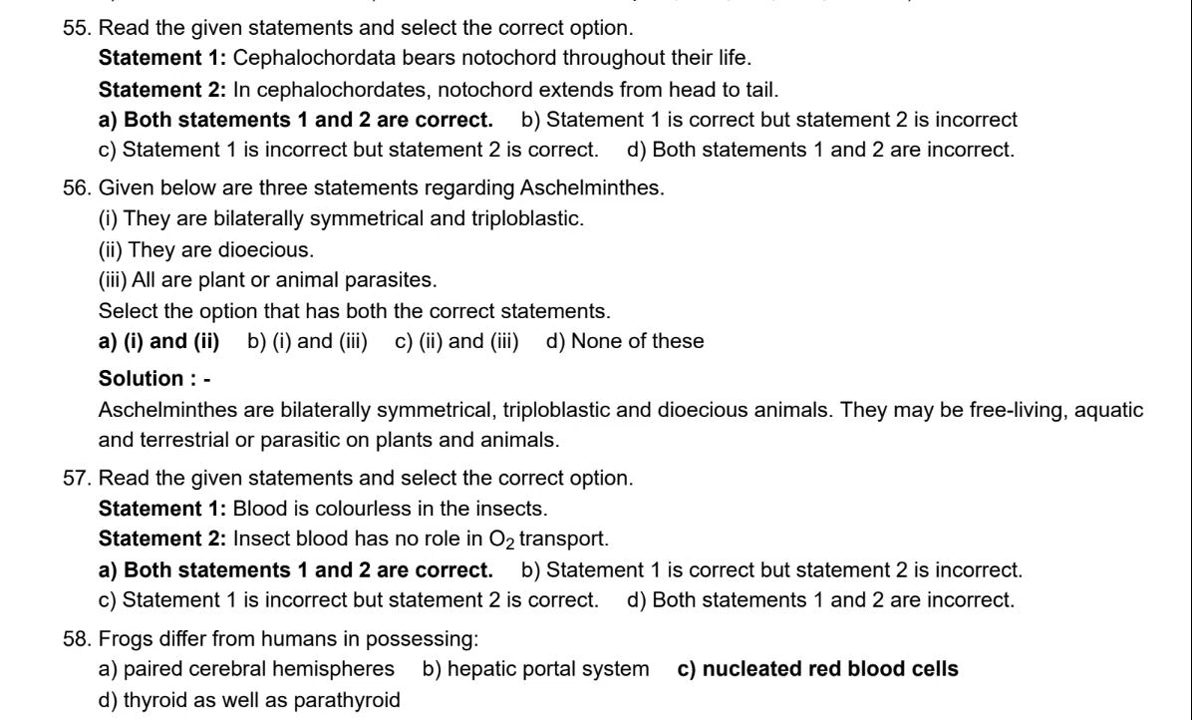 55. Read the given statements and select the correct option.
Statement 1: Cephalochordata bears notochord throughout their life.
Statement 2: In cephalochordates, notochord extends from head to tail.
a) Both statements 1 and 2 are correct. b) Statement 1 is correct but statement 2 is incorrect
c) Statement 1 is incorrect but statement 2 is correct. d) Both statements 1 and 2 are incorrect.
56. Given below are three statements regarding Aschelminthes.
(i) They are bilaterally symmetrical and triploblastic.
(ii) They are dioecious.
(iii) All are plant or animal parasites.
Select the option that has both the correct statements.
a) (i) and (ii) b) (i) and (iii) c) (ii) and (iii) d) None of these
Solution : -
Aschelminthes are bilaterally symmetrical, triploblastic and dioecious animals. They may be free-living, aquatic
and terrestrial or parasitic on plants and animals.
57. Read the given statements and select the correct option.
Statement 1: Blood is colourless in the insects.
Statement 2: Insect blood has no role in O₂ transport.
a) Both statements 1 and 2 are correct. b) Statement 1 is correct but statement 2 is incorrect.
c) Statement 1 is incorrect but statement 2 is correct. d) Both statements 1 and 2 are incorrect.
58. Frogs differ from humans in possessing:
a) paired cerebral hemispheres b) hepatic portal system c) nucleated red blood cells
d) thyroid as well as parathyroid